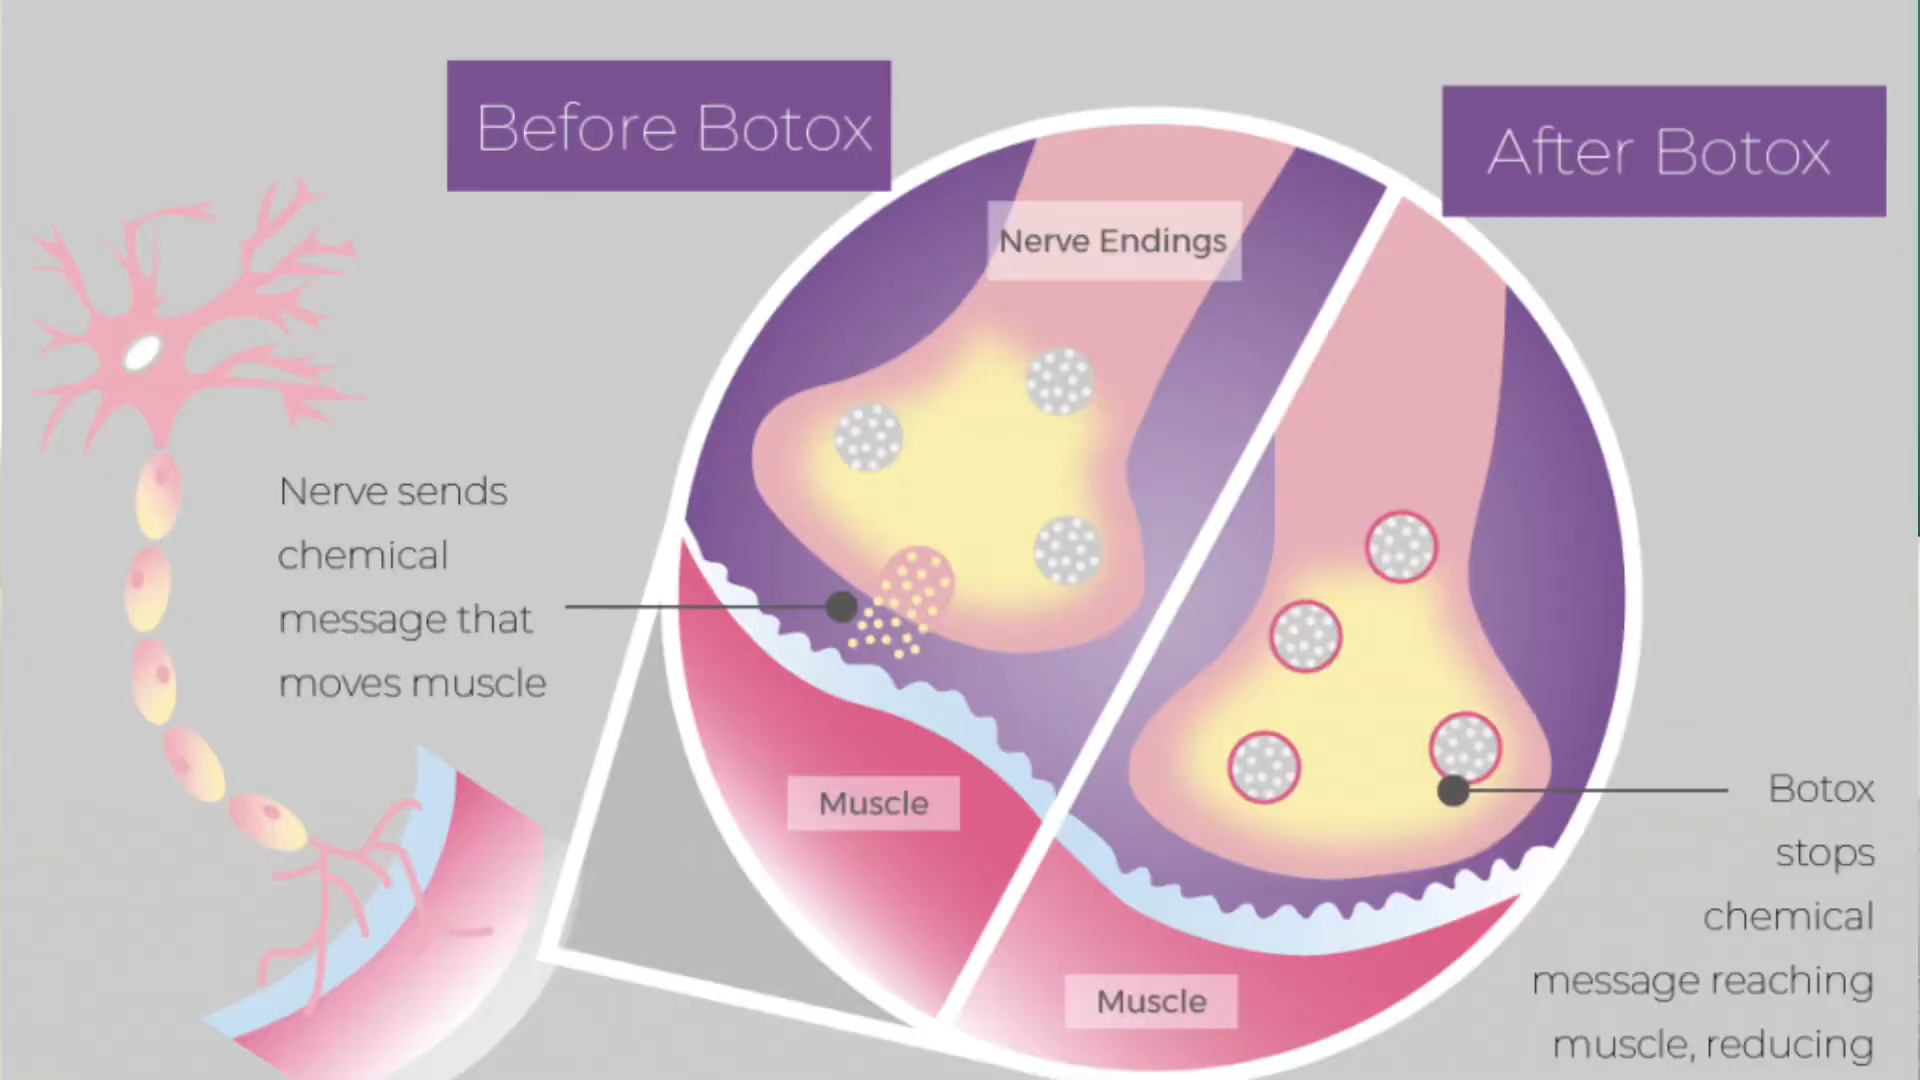 Before Botox
After Botox
Nerve Endings
Nerve sends
chemical
message that
moves muscle
Muscle
Muscle
Botox
stops
chemical
message reaching
muscle, reducing